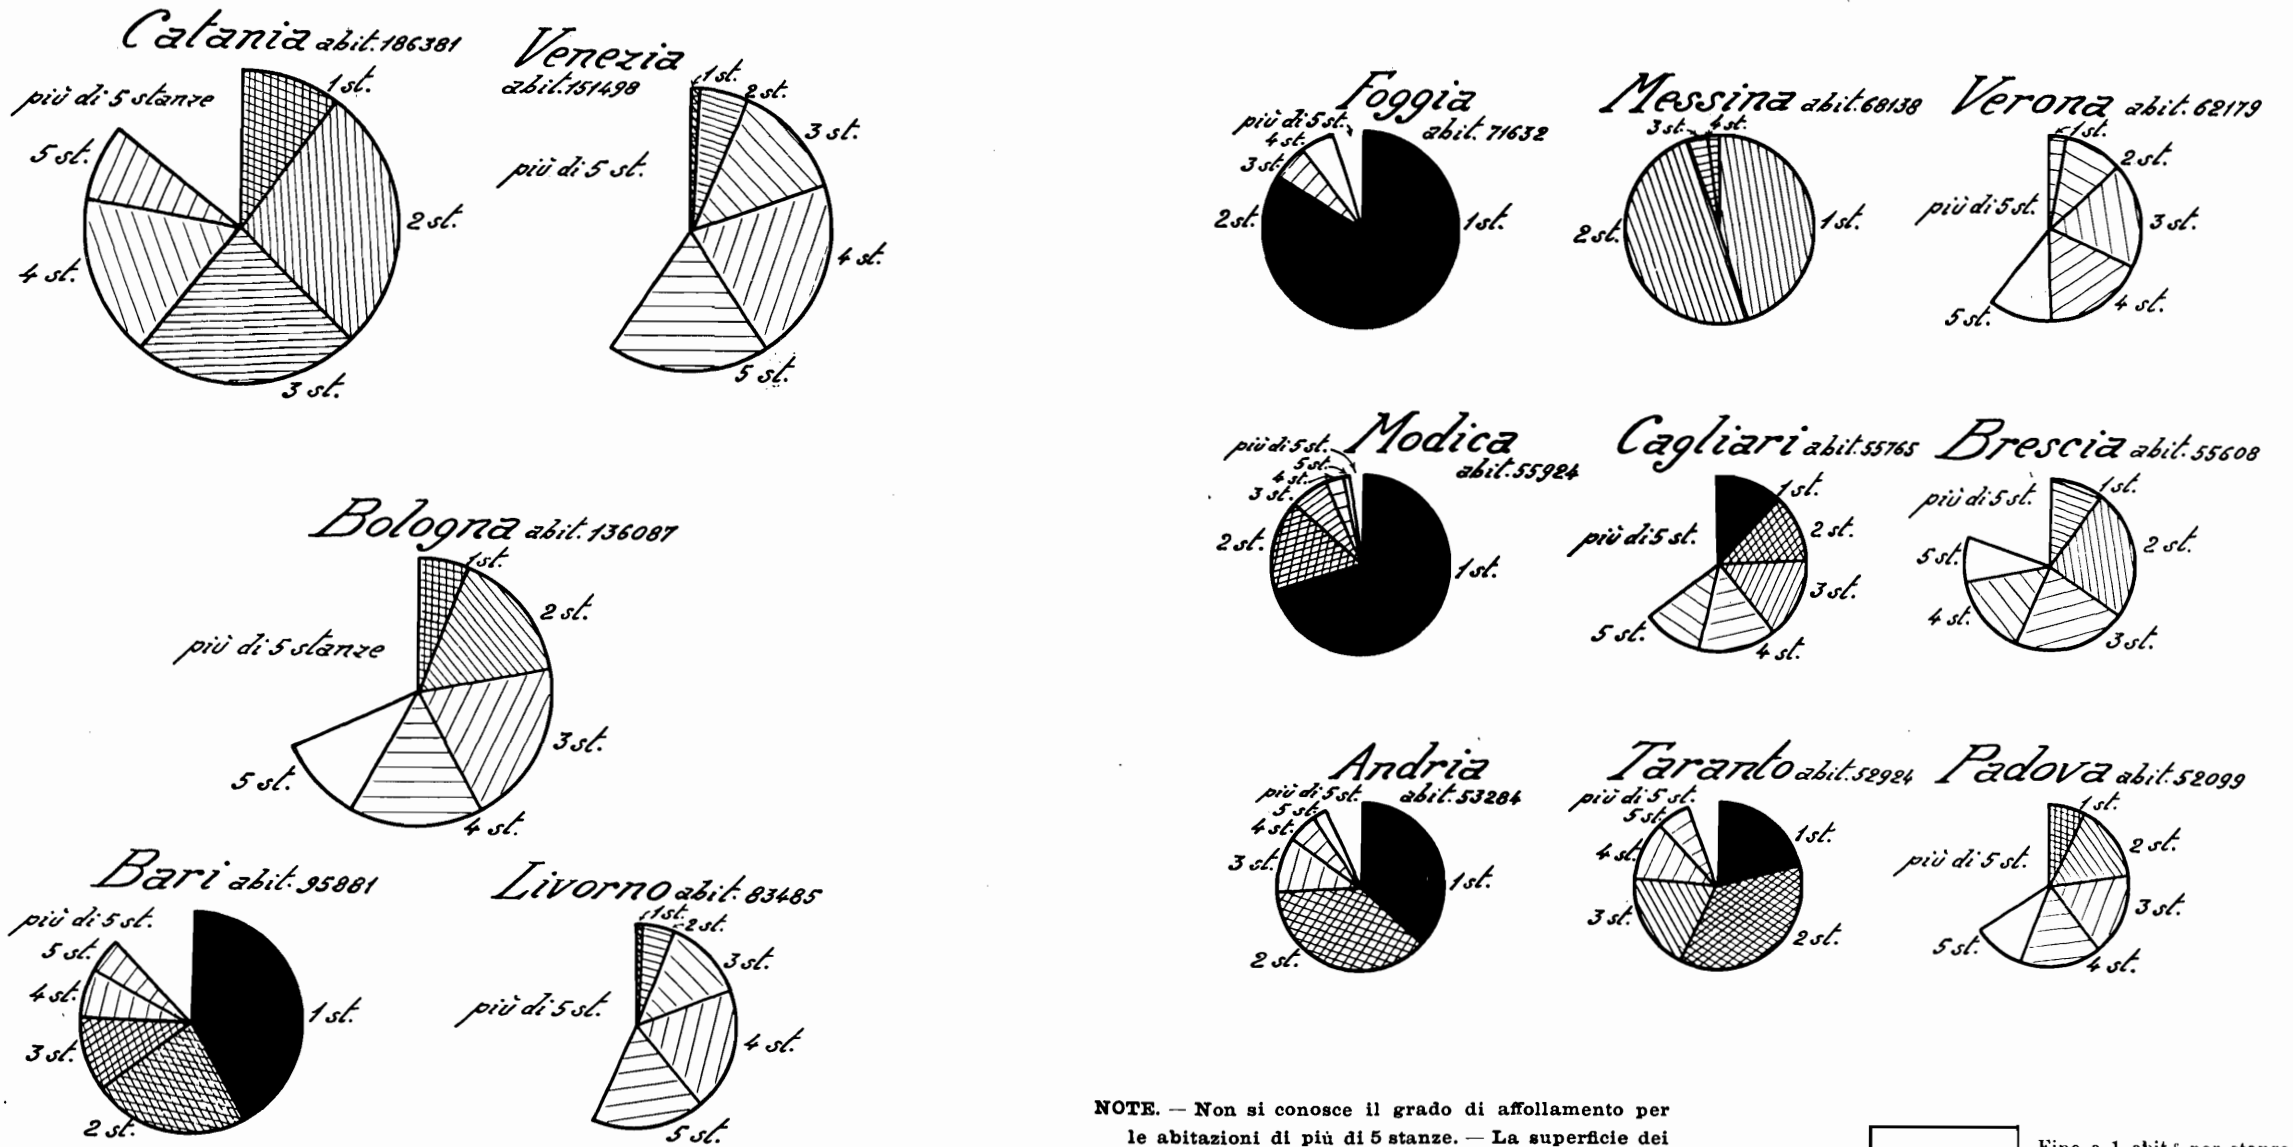 Catania abit. 186381
più di 5 stanze
1 st.
2 st.
3 st.
4 st.
5 st.
Venezia
abit. 151498
1 st.
2 st.
3 st.
4 st.
5 st.
più di 5 st.
Bologna abit. 136087
1 st.
2 st.
3 st.
4 st.
5 st.
più di 5 stanze
Bari abit. 95881
più di 5 st.
5 st.
4 st.
3 st.
2 st.
1 st.
Livorno abit. 83485
1 st.
2 st.
3 st.
4 st.
5 st.
più di 5 st.
Foggia
abit. 71632
più di 5 st.
4 st.
3 st.
2 st.
1 st.
Messina abit. 68138
3 st.
4 st.
2 st.
1 st.
Verona abit. 62179
1 st.
2 st.
3 st.
4 st.
5 st.
più di 5 st.
Modica
abit. 55924
più di 5 st.
5 st.
4 st.
3 st.
2 st.
1 st.
Cagliari abit. 55765
1 st.
2 st.
3 st.
4 st.
5 st.
più di 5 st.
Brescia abit. 55608
1 st.
2 st.
3 st.
4 st.
5 st.
più di 5 st.
Andria
abit. 53284
più di 5 st.
5 st.
4 st.
3 st.
2 st.
1 st.
Taranto abit. 52924
più di 5 st.
5 st.
4 st.
3 st.
2 st.
1 st.
Padova abit. 52099
1 st.
2 st.
3 st.
4 st.
5 st.
più di 5 st.
NOTE. — Non si conosce il grado di affollamento per
le abitazioni di più di 5 stanze. — La superficie dei